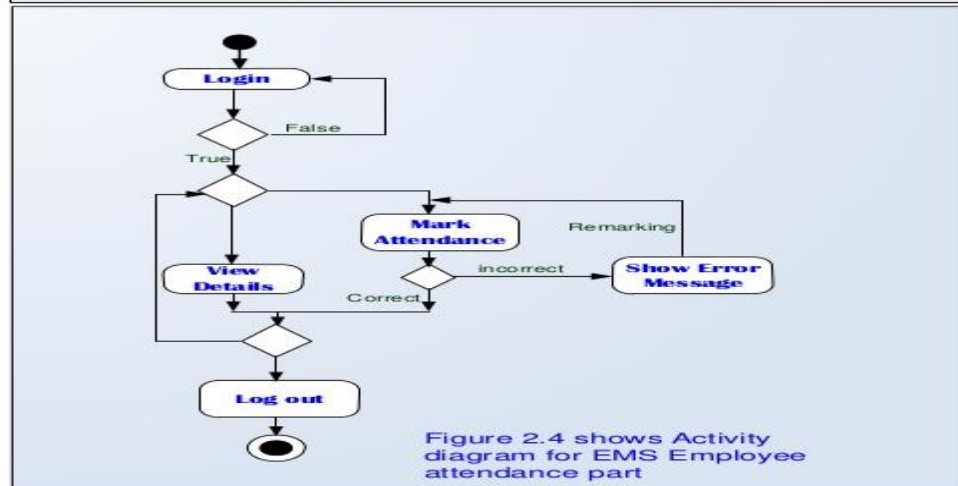 Login
False
True
Mark
Attendance
Remarking
View
Details
incorrect
Show Error
Message
Correct
Log out
Figure 2.4 shows Activity
diagram for EMS Employee
attendance part